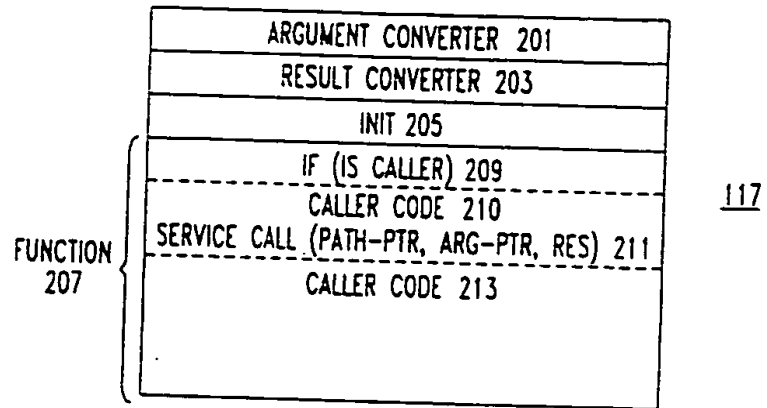 ARGUMENT CONVERTER 201
RESULT CONVERTER 203
INIT 205
IF (IS CALLER) 209
CALLER CODE 210
SERVICE CALL (PATH-PTR, ARG-PTR, RES) 211
CALLER CODE 213
FUNCTION
207
117